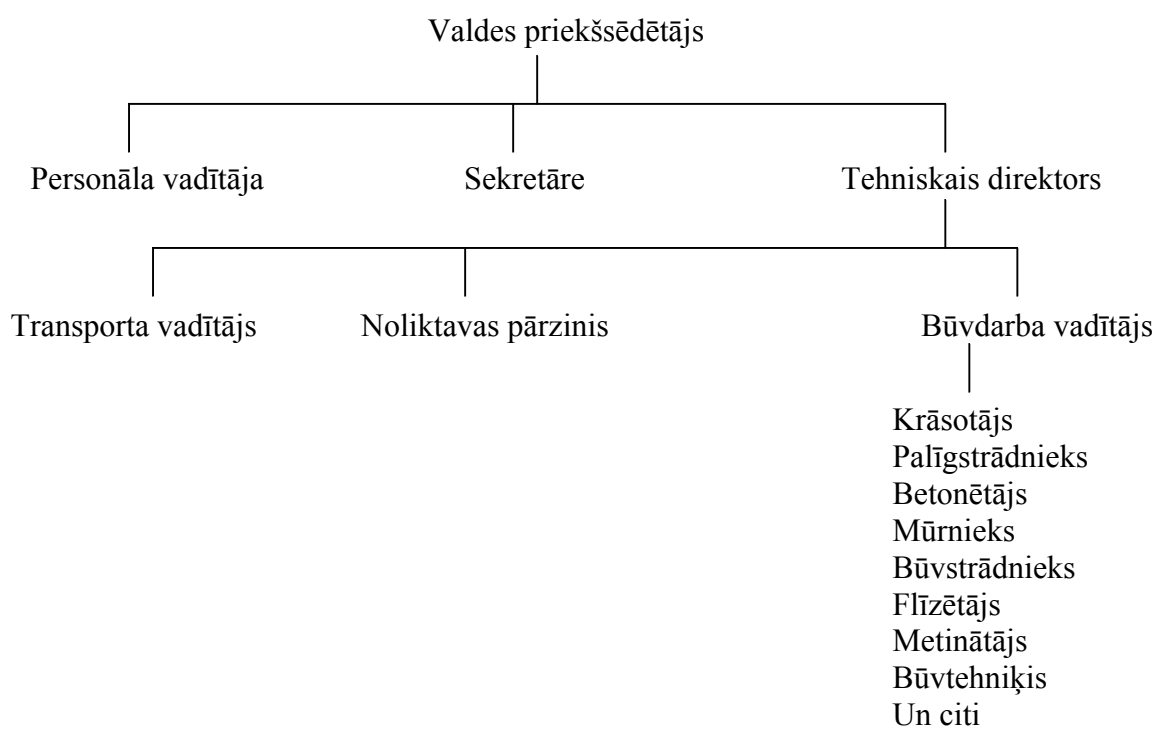 Valdes priekšsēdētājs
Personāla vadītāja Sekretāre Tehniskais direktors
Transporta vadītājs Noliktavas pārzinis Būvdarba vadītājs
Krāsotājs
Palīgstrādnieks
Betonētājs
Mūrnieks
Būvstrādnieks
Flīzētājs
Metinātājs
Būvtehniķis
Un citi